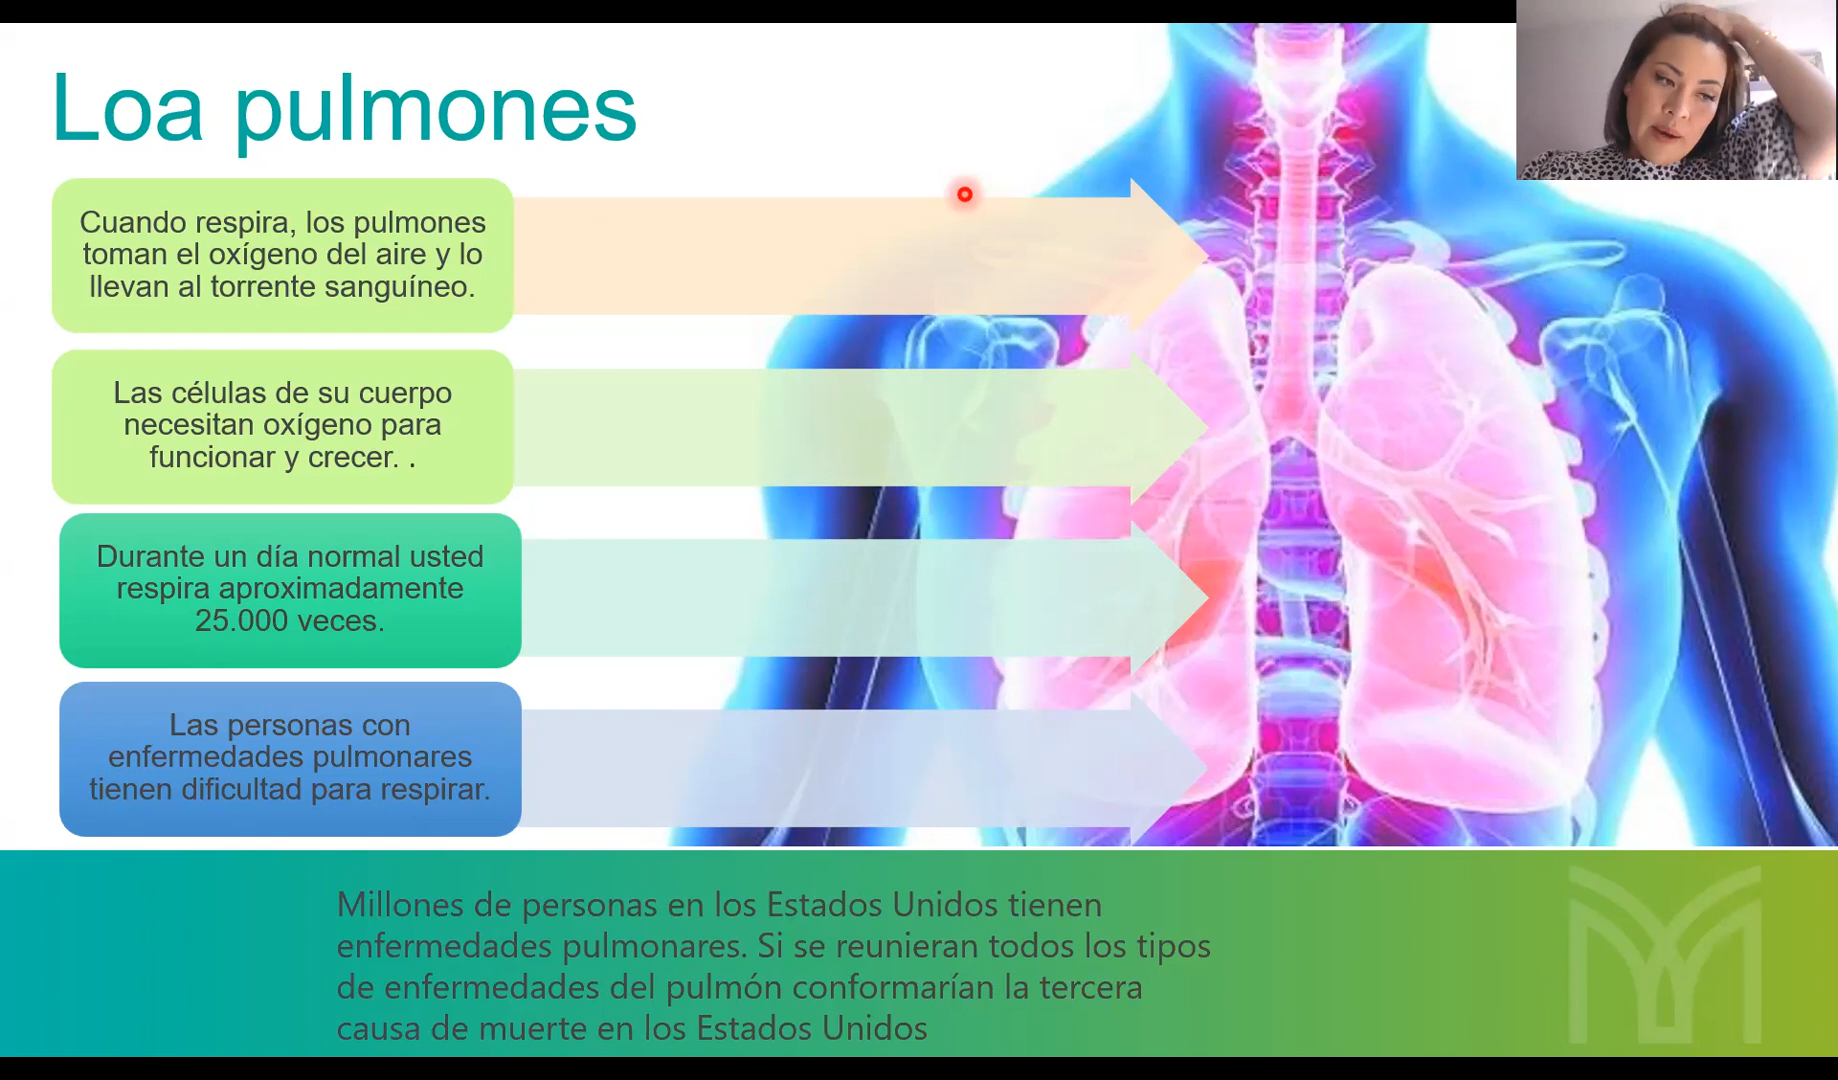 Loa pulmones
Cuando respira, los pulmones
toman el oxígeno del aire y lo
llevan al torrente sanguíneo.
Las células de su cuerpo
necesitan oxígeno para
funcionar y crecer. .
Durante un día normal usted
respira aproximadamente
25.000 veces.
Las personas con
enfermedades pulmonares
tienen dificultad para respirar.
Millones de personas en los Estados Unidos tienen
enfermedades pulmonares. Si se reunieran todos los tipos
de enfermedades del pulmón conformarían la tercera
causa de muerte en los Estados Unidos